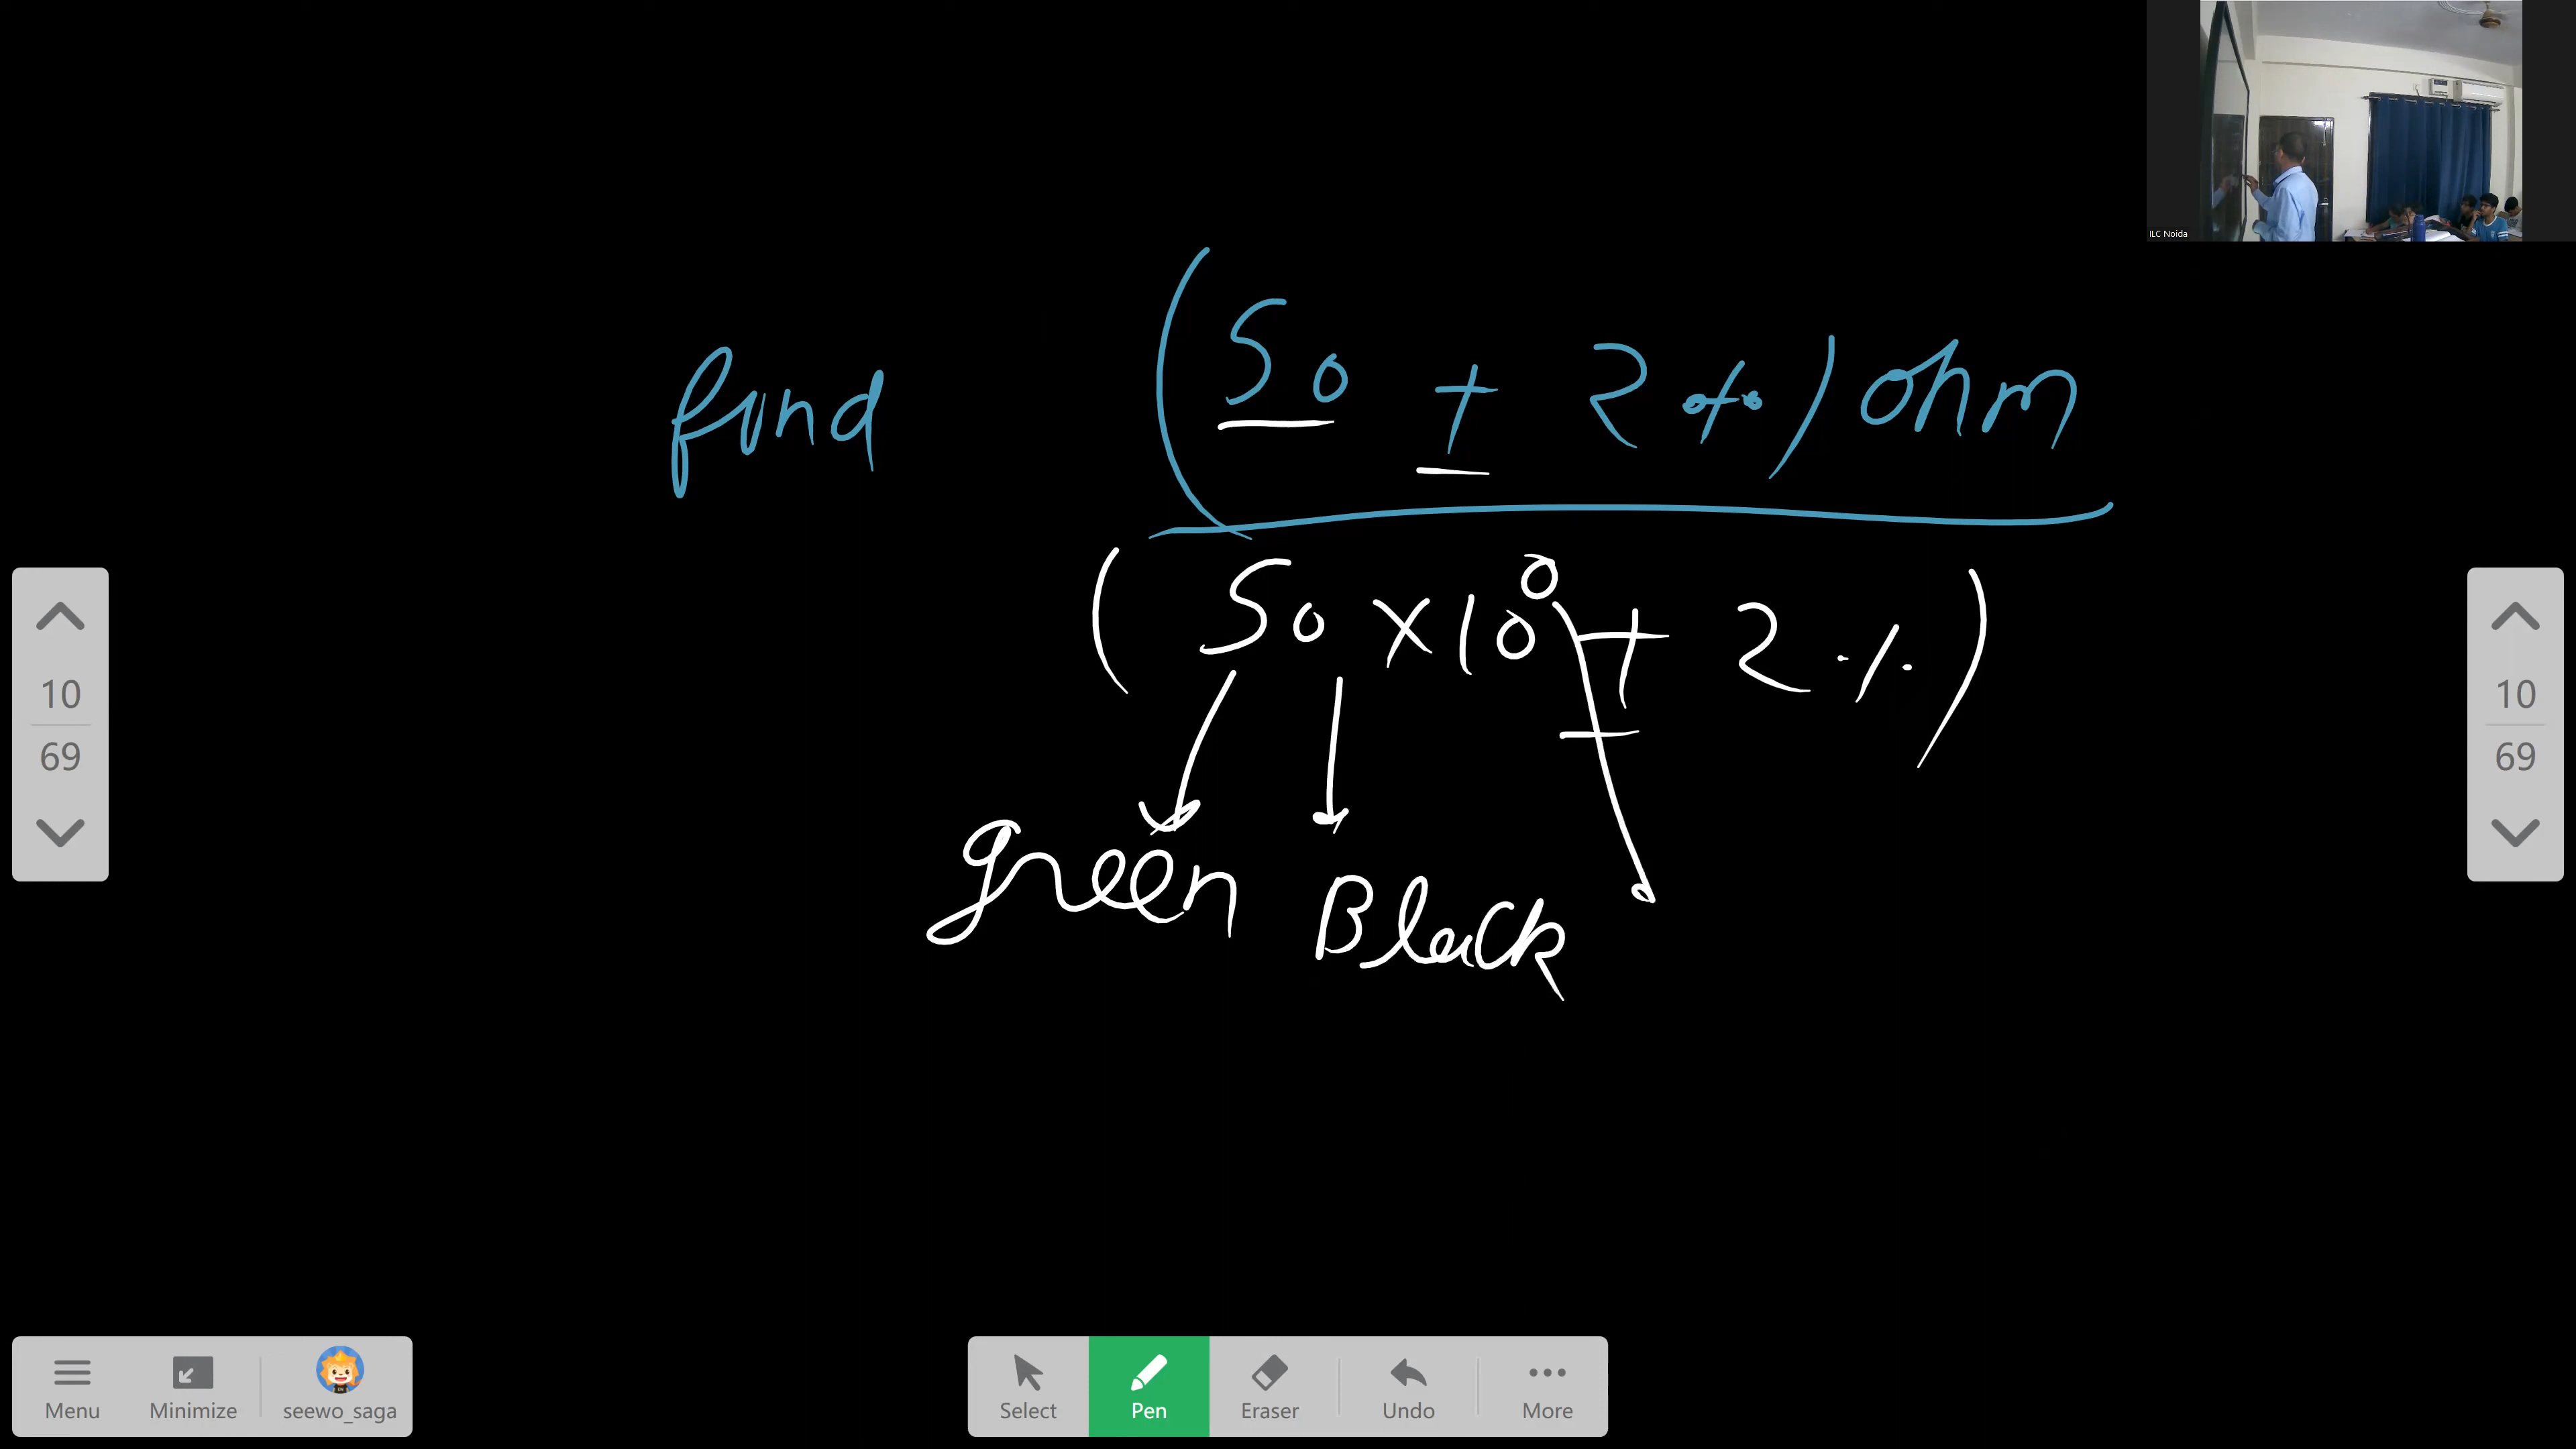 ILC Noida
find (50 ± 2%) ohm
(50 × 10⁰ ± 2%)
green Black
10
69
10
69
Menu Minimize seewo_saga Select Pen Eraser Undo More